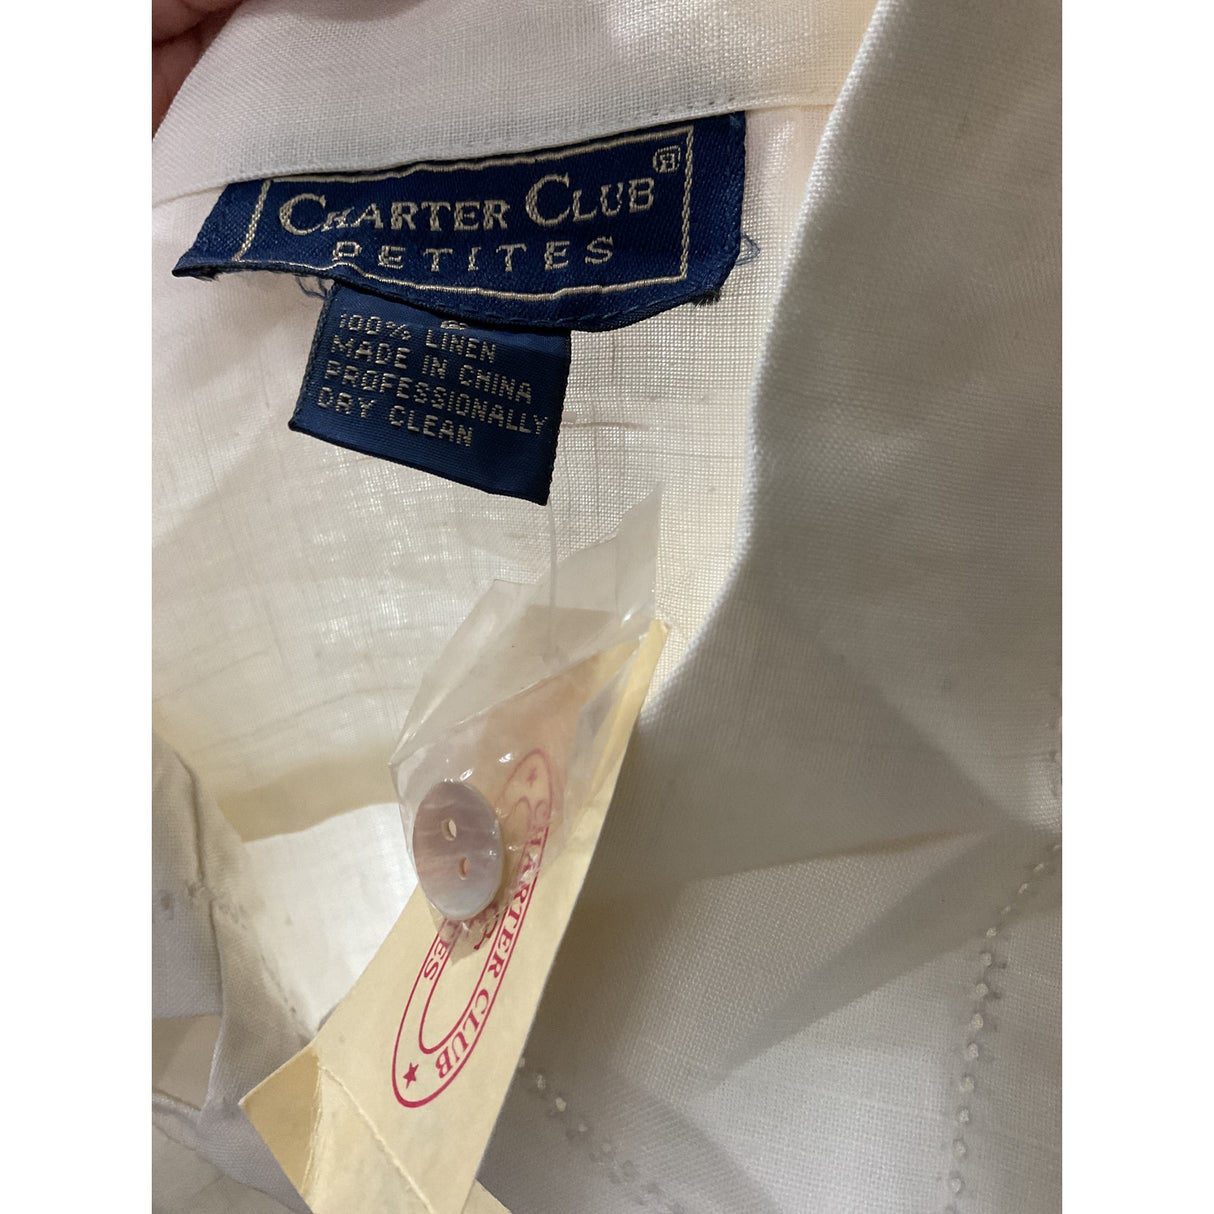 CHARTER CLUB®
PETITES
100% LINEN
MADE IN CHINA
PROFESSIONALLY
DRY CLEAN
CHARTER CLUB